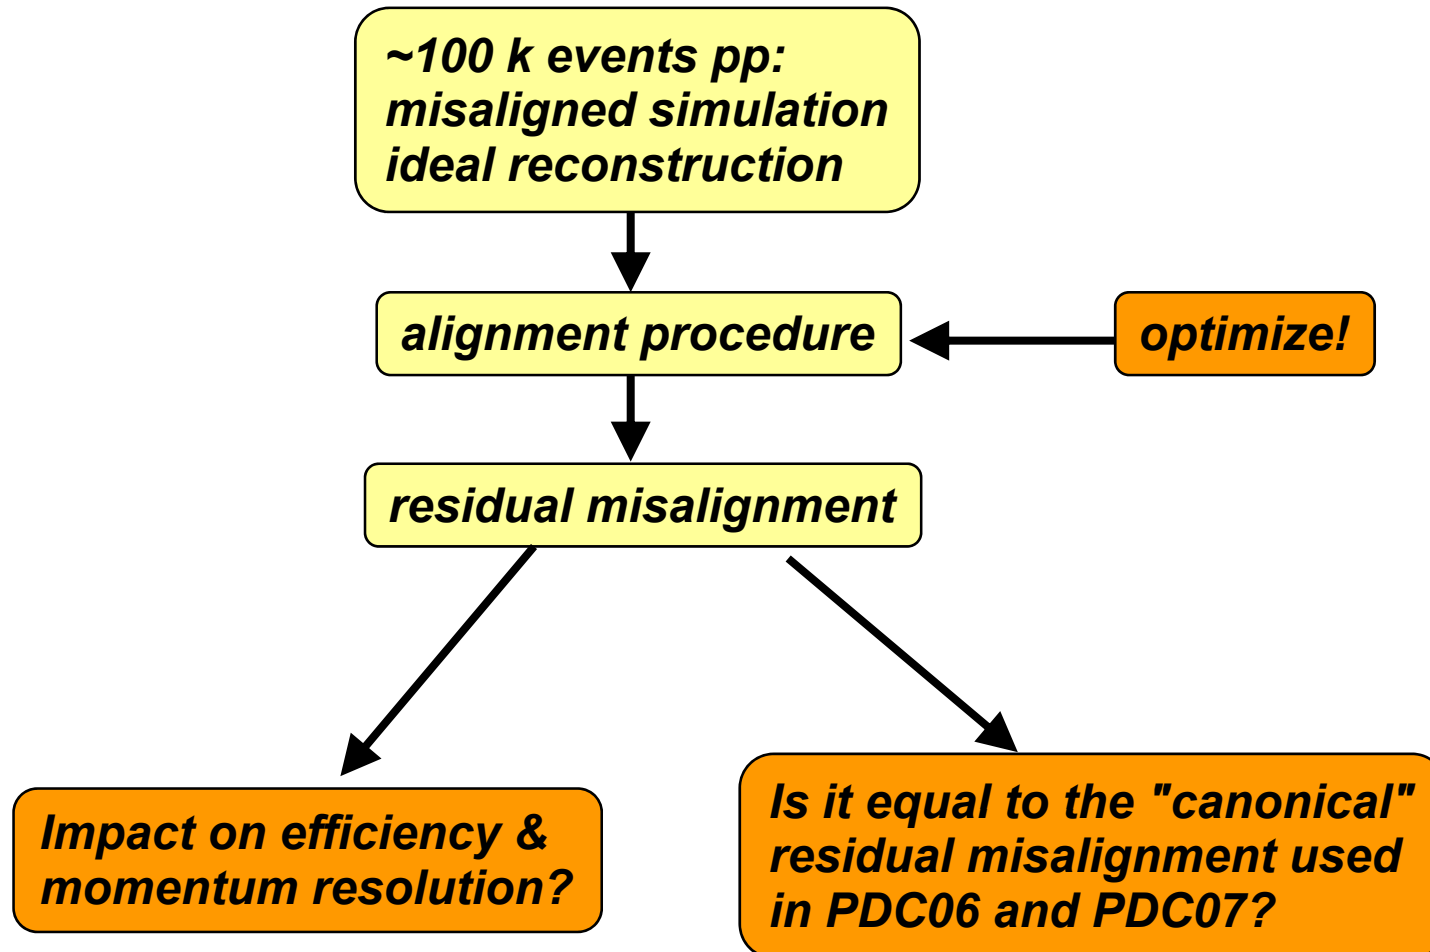 ~100 k events pp:
misaligned simulation
ideal reconstruction
alignment procedure
optimize!
residual misalignment
Impact on efficiency &
momentum resolution?
Is it equal to the "canonical"
residual misalignment used
in PDC06 and PDC07?